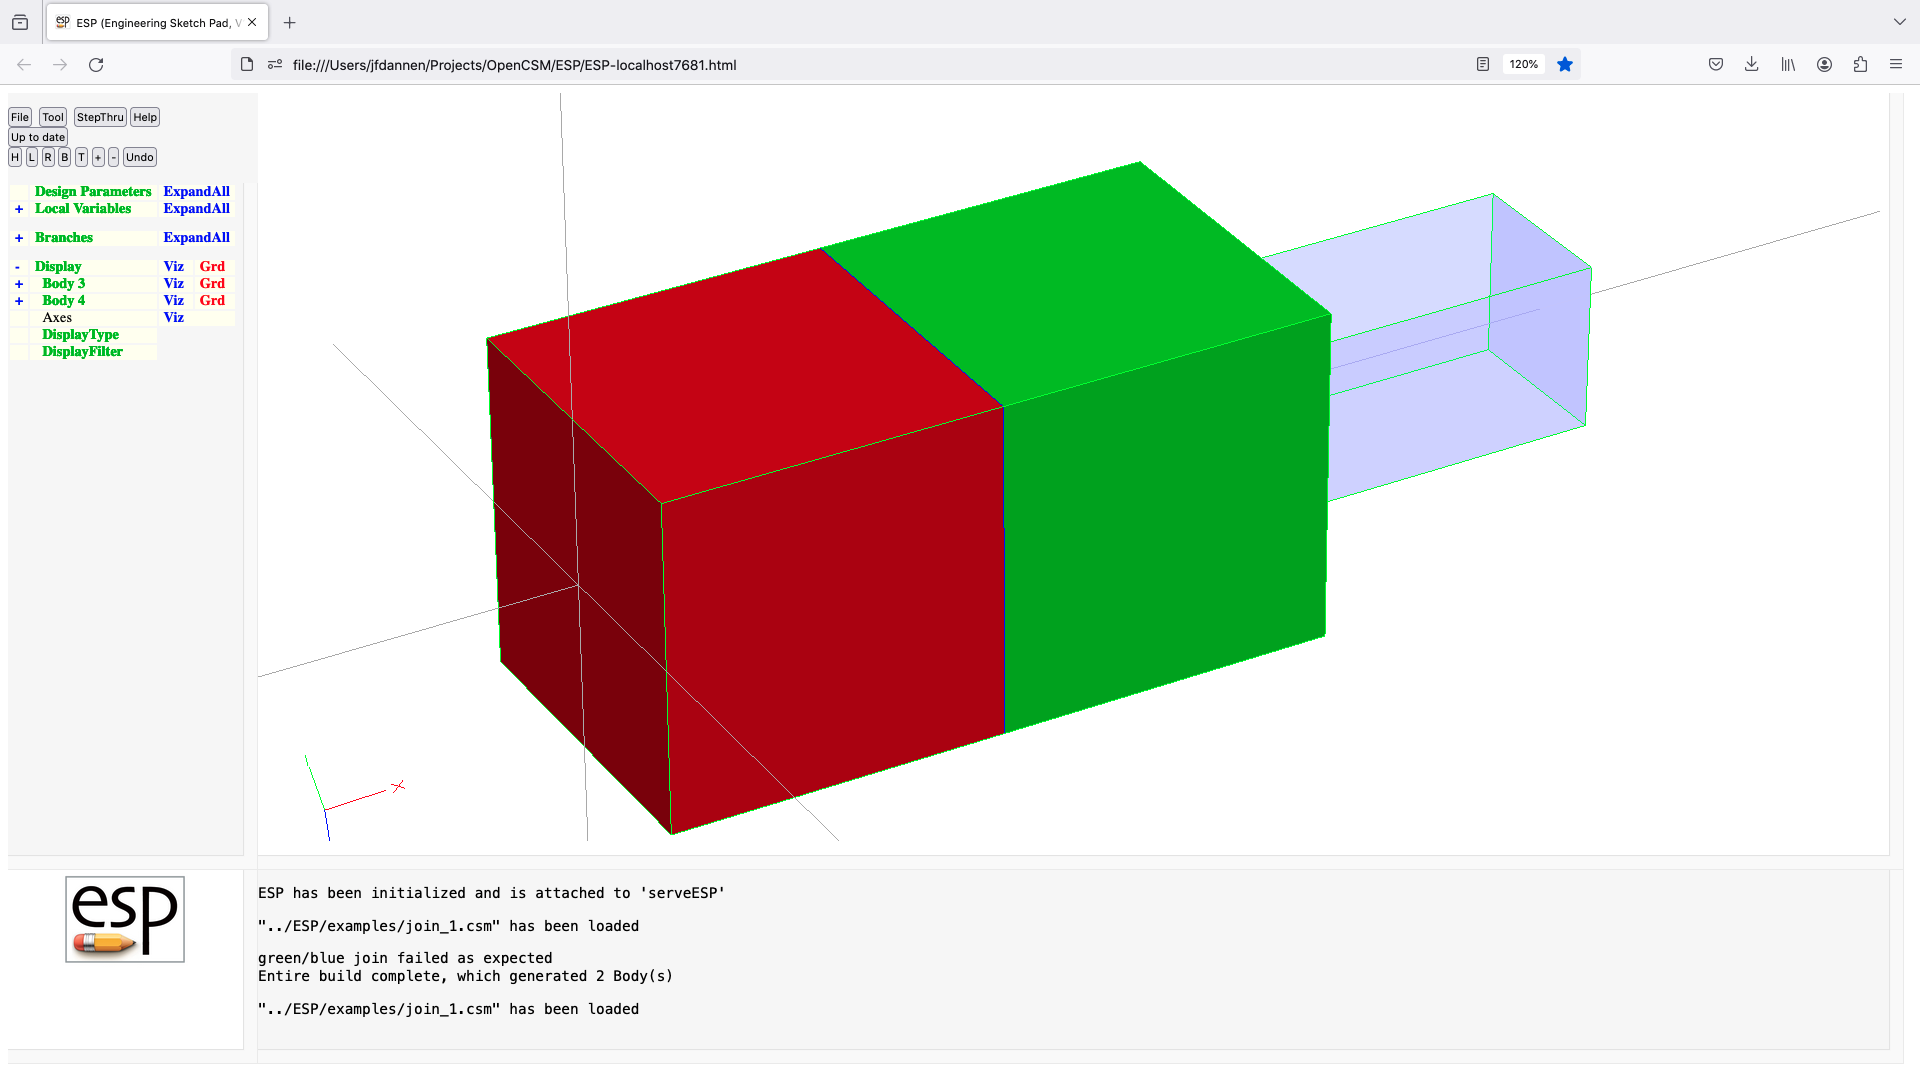 ESP (Engineering Sketch Pad, V
file:///Users/jfdannen/Projects/OpenCSM/ESP/ESP-localhost7681.html
120%
File Tool StepThru Help
Up to date
H L R B T + - Undo
Design Parameters ExpandAll
+ Local Variables ExpandAll
+ Branches ExpandAll
- Display Viz Grd
+ Body 3 Viz Grd
+ Body 4 Viz Grd
Axes Viz
DisplayType
DisplayFilter
X
esp
ESP has been initialized and is attached to 'serveESP'
"../ESP/examples/join_1.csm" has been loaded
green/blue join failed as expected
Entire build complete, which generated 2 Body(s)
"../ESP/examples/join_1.csm" has been loaded